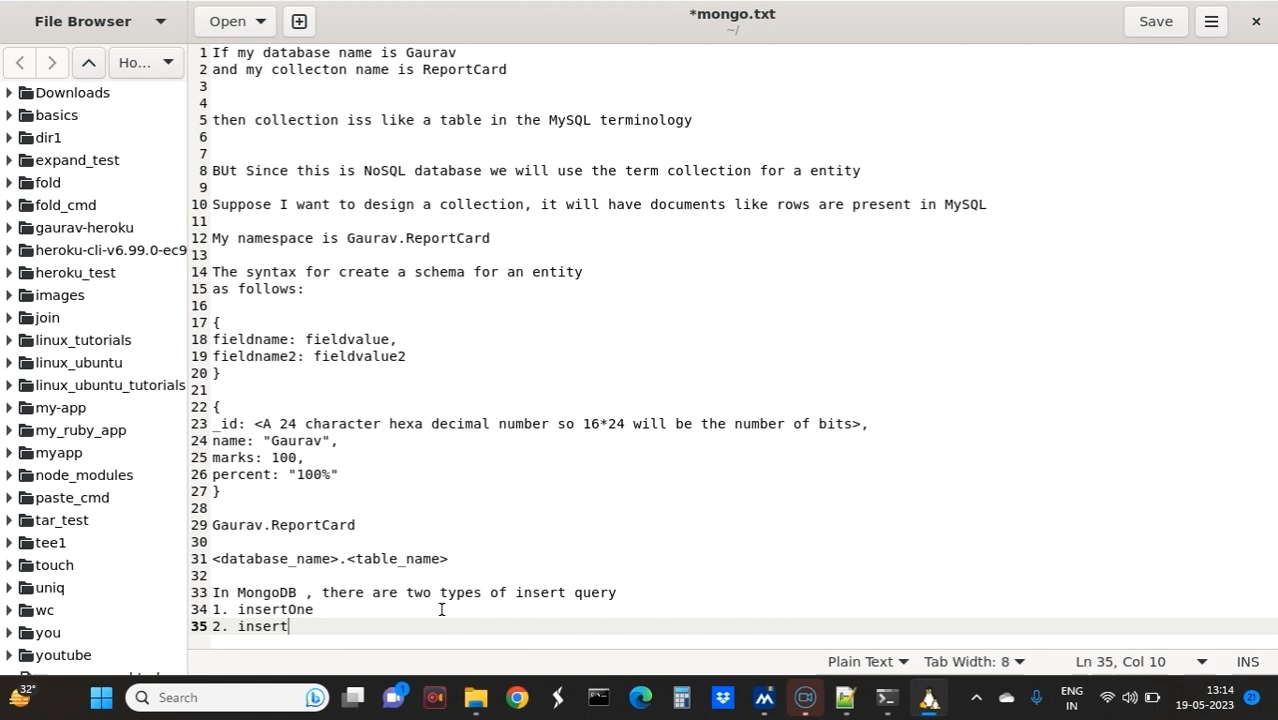 File Browser
Open
*mongo.txt
~/
Save
Ho...
Downloads
basics
dir1
expand_test
fold
fold_cmd
gaurav-heroku
heroku-cli-v6.99.0-ec9
heroku_test
images
join
linux_tutorials
linux_ubuntu
linux_ubuntu_tutorials
my-app
my_ruby_app
myapp
node_modules
paste_cmd
tar_test
tee1
touch
uniq
wc
you
youtube
1 If my database name is Gaurav
2 and my collecton name is ReportCard
3
4
5 then collection iss like a table in the MySQL terminology
6
7
8 BUt Since this is NoSQL database we will use the term collection for a entity
9
10 Suppose I want to design a collection, it will have documents like rows are present in MySQL
11
12 My namespace is Gaurav.ReportCard
13
14 The syntax for create a schema for an entity
15 as follows:
16
17 {
18 fieldname: fieldvalue,
19 fieldname2: fieldvalue2
20 }
21
22 {
23 _id: <A 24 character hexa decimal number so 16*24 will be the number of bits>,
24 name: "Gaurav",
25 marks: 100,
26 percent: "100%"
27 }
28
29 Gaurav.ReportCard
30
31 <database_name>.<table_name>
32
33 In MongoDB , there are two types of insert query
34 1. insertOne
35 2. insert
Plain Text
Tab Width: 8
Ln 35, Col 10
INS
32°
Search
1
ENG
IN
13:14
19-05-2023
21